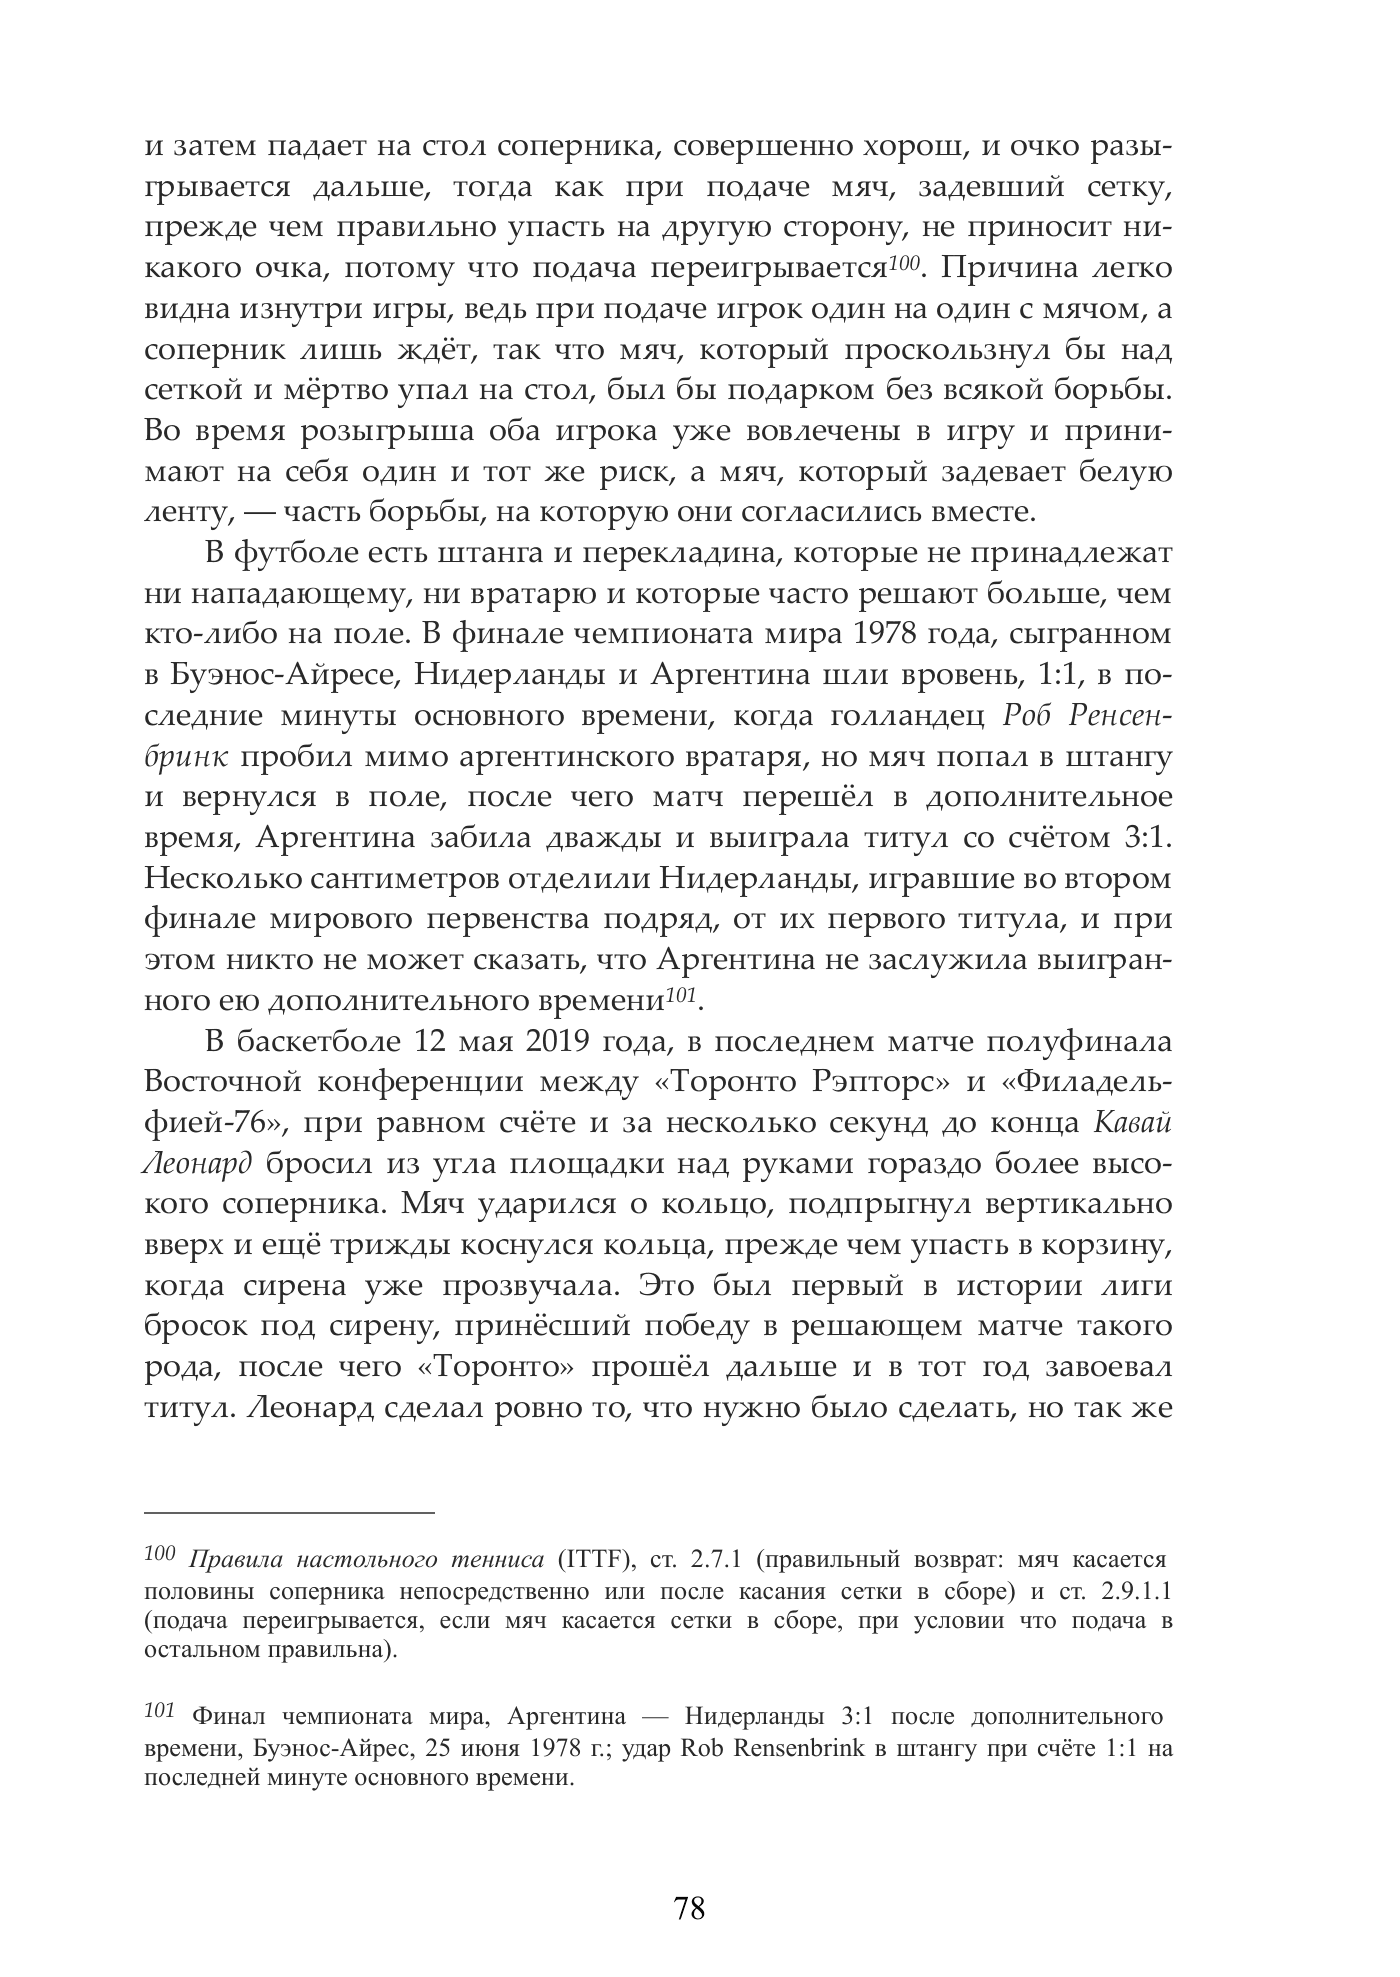 и затем падает на стол соперника, совершенно хорош, и очко разы-
грывается дальше, тогда как при подаче мяч, задевший сетку,
прежде чем правильно упасть на другую сторону, не приносит ни-
какого очка, потому что подача переигрывается100. Причина легко
видна изнутри игры, ведь при подаче игрок один на один с мячом, а
соперник лишь ждёт, так что мяч, который проскользнул бы над
сеткой и мёртво упал на стол, был бы подарком без всякой борьбы.
Во время розыгрыша оба игрока уже вовлечены в игру и прини-
мают на себя один и тот же риск, а мяч, который задевает белую
ленту, — часть борьбы, на которую они согласились вместе.
В футболе есть штанга и перекладина, которые не принадлежат
ни нападающему, ни вратарю и которые часто решают больше, чем
кто-либо на поле. В финале чемпионата мира 1978 года, сыгранном
в Буэнос-Айресе, Нидерланды и Аргентина шли вровень, 1:1, в по-
следние минуты основного времени, когда голландец Роб Ренсен-
бринк пробил мимо аргентинского вратаря, но мяч попал в штангу
и вернулся в поле, после чего матч перешёл в дополнительное
время, Аргентина забила дважды и выиграла титул со счётом 3:1.
Несколько сантиметров отделили Нидерланды, игравшие во втором
финале мирового первенства подряд, от их первого титула, и при
этом никто не может сказать, что Аргентина не заслужила выигран-
ного ею дополнительного времени101.
В баскетболе 12 мая 2019 года, в последнем матче полуфинала
Восточной конференции между «Торонто Рэпторс» и «Филадель-
фией-76», при равном счёте и за несколько секунд до конца Кавай
Леонард бросил из угла площадки над руками гораздо более высо-
кого соперника. Мяч ударился о кольцо, подпрыгнул вертикально
вверх и ещё трижды коснулся кольца, прежде чем упасть в корзину,
когда сирена уже прозвучала. Это был первый в истории лиги
бросок под сирену, принёсший победу в решающем матче такого
рода, после чего «Торонто» прошёл дальше и в тот год завоевал
титул. Леонард сделал ровно то, что нужно было сделать, но так же
100 Правила настольного тенниса (ITTF), ст. 2.7.1 (правильный возврат: мяч касается
половины соперника непосредственно или после касания сетки в сборе) и ст. 2.9.1.1
(подача переигрывается, если мяч касается сетки в сборе, при условии что подача в
остальном правильна).
101 Финал чемпионата мира, Аргентина — Нидерланды 3:1 после дополнительного
времени, Буэнос-Айрес, 25 июня 1978 г.; удар Rob Rensenbrink в штангу при счёте 1:1 на
последней минуте основного времени.
78